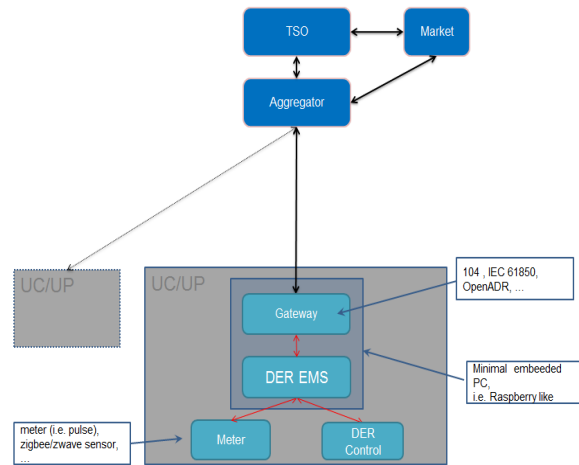 TSO
Market
Aggregator
UC/UP
UC/UP
104 , IEC 61850,
OpenADR, ...
Gateway
DER EMS
Minimal embeeded
PC,
i.e. Raspberry like
meter (i.e. pulse),
zigbee/zwave sensor,
...
Meter
DER
Control